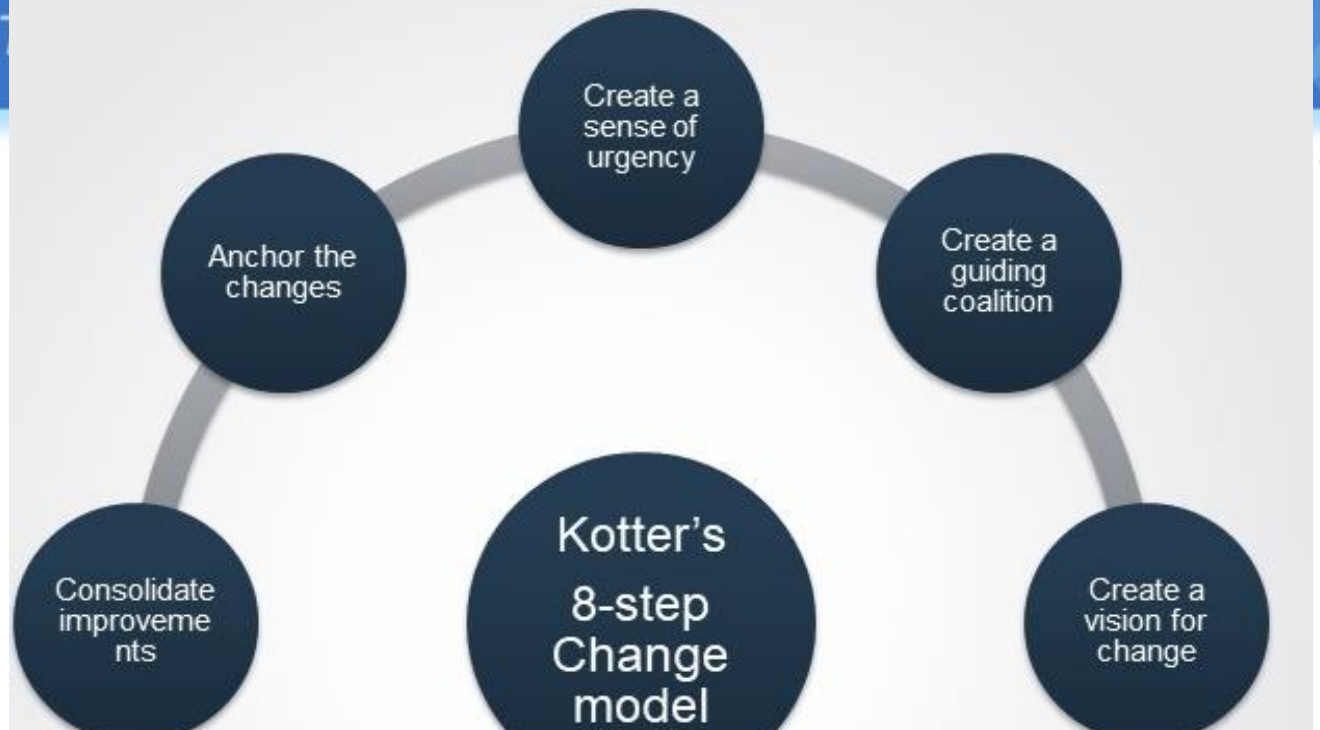 Create a
sense of
urgency
Create a
guiding
coalition
Create a
vision for
change
Kotter’s
8-step
Change
model
Consolidate
improveme
nts
Anchor the
changes